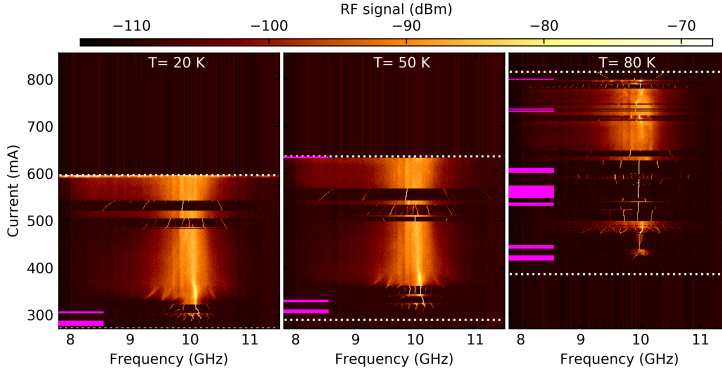 RF signal (dBm)
−110 −100 −90 −80 −70
T= 20 K T= 50 K T= 80 K
Current (mA)
800
700
600
500
400
300
8 9 10 11 8 9 10 11 8 9 10 11
Frequency (GHz) Frequency (GHz) Frequency (GHz)